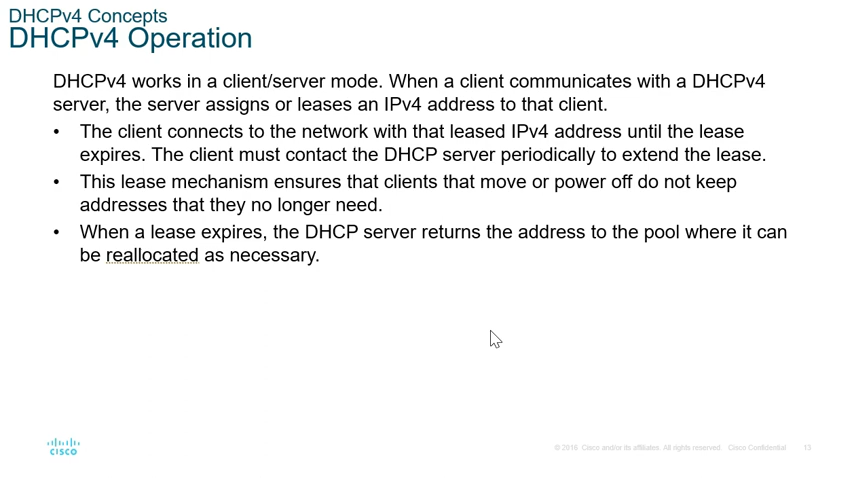 DHCPv4 Concepts
DHCPv4 Operation
DHCPv4 works in a client/server mode. When a client communicates with a DHCPv4
server, the server assigns or leases an IPv4 address to that client.
• The client connects to the network with that leased IPv4 address until the lease
expires. The client must contact the DHCP server periodically to extend the lease.
• This lease mechanism ensures that clients that move or power off do not keep
addresses that they no longer need.
• When a lease expires, the DHCP server returns the address to the pool where it can
be reallocated as necessary.
CISCO
© 2016 Cisco and/or its affiliates. All rights reserved. Cisco Confidential 13